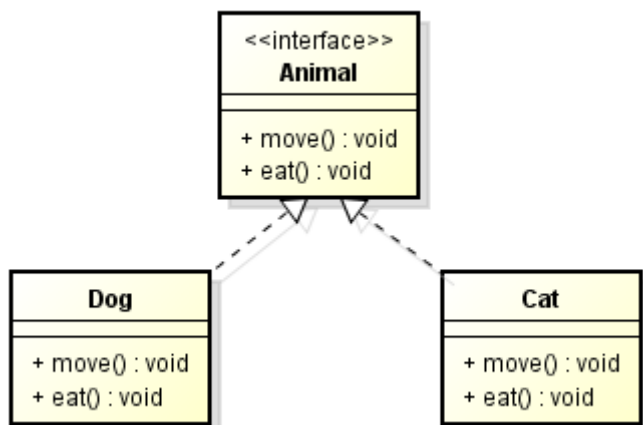 <<interface>>
Animal
+ move() : void
+ eat() : void
Dog
+ move() : void
+ eat() : void
Cat
+ move() : void
+ eat() : void